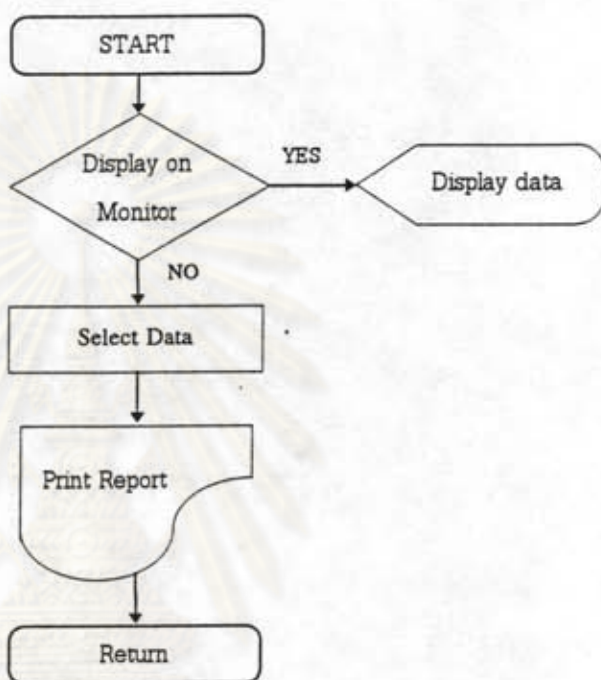 START
Display on
Monitor
YES
Display data
NO
Select Data
Print Report
Return